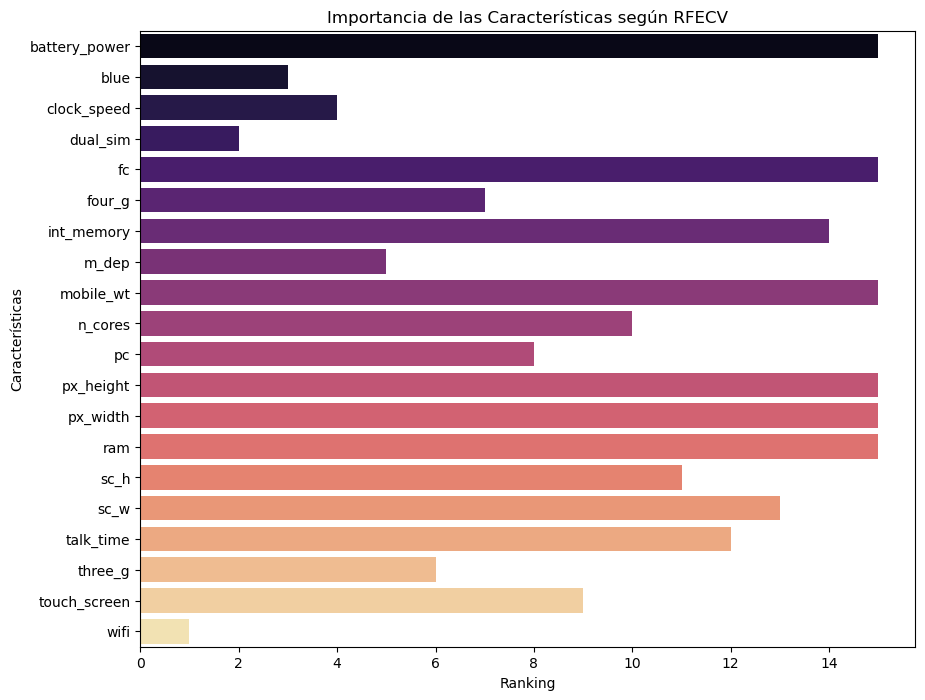 Importancia de las Características según RFECV
Características
battery_power
blue
clock_speed
dual_sim
fc
four_g
int_memory
m_dep
mobile_wt
n_cores
pc
px_height
px_width
ram
sc_h
sc_w
talk_time
three_g
touch_screen
wifi
0 2 4 6 8 10 12 14
Ranking